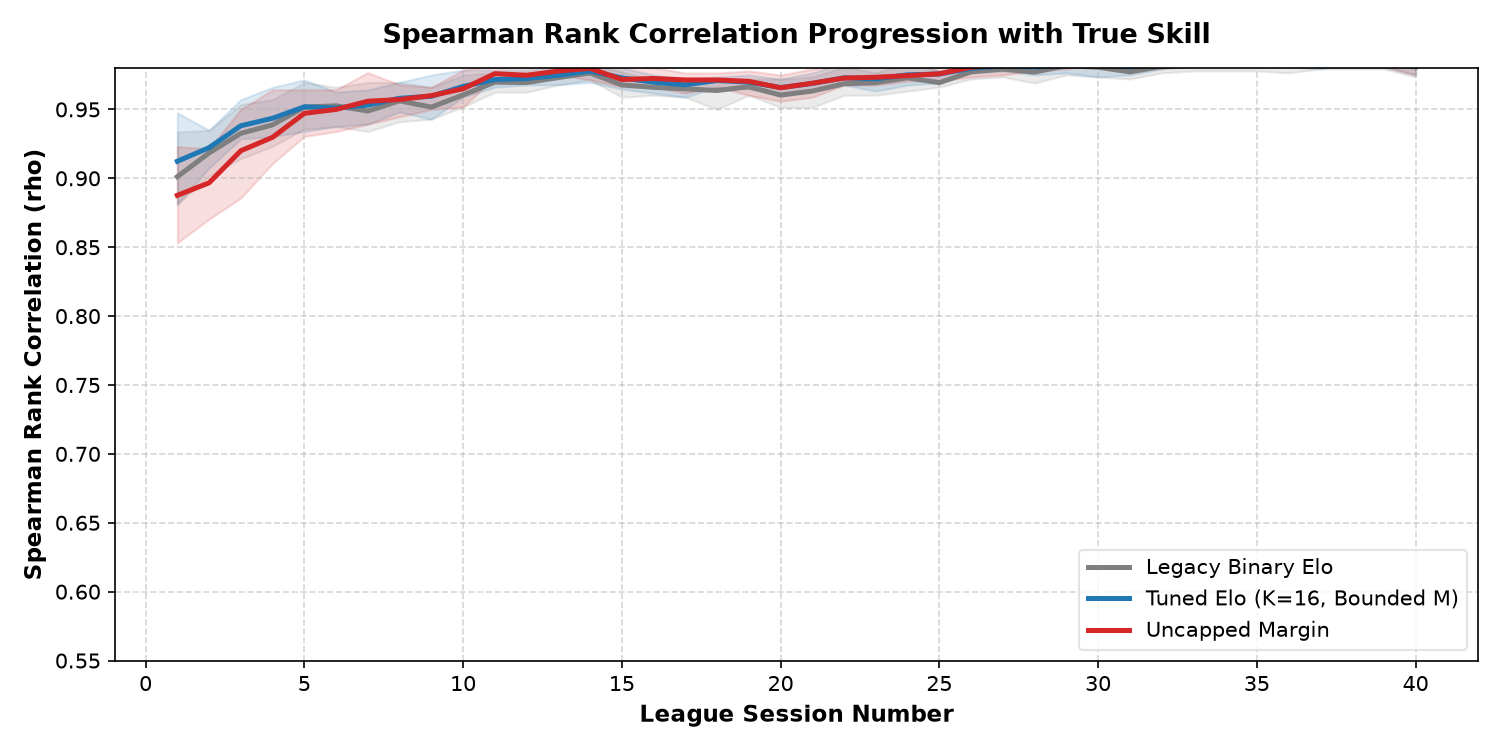 Spearman Rank Correlation Progression with True Skill
Spearman Rank Correlation (rho)
0.95
0.90
0.85
0.80
0.75
0.70
0.65
0.60
0.55
0 5 10 15 20 25 30 35 40
League Session Number
Legacy Binary Elo
Tuned Elo (K=16, Bounded M)
Uncapped Margin